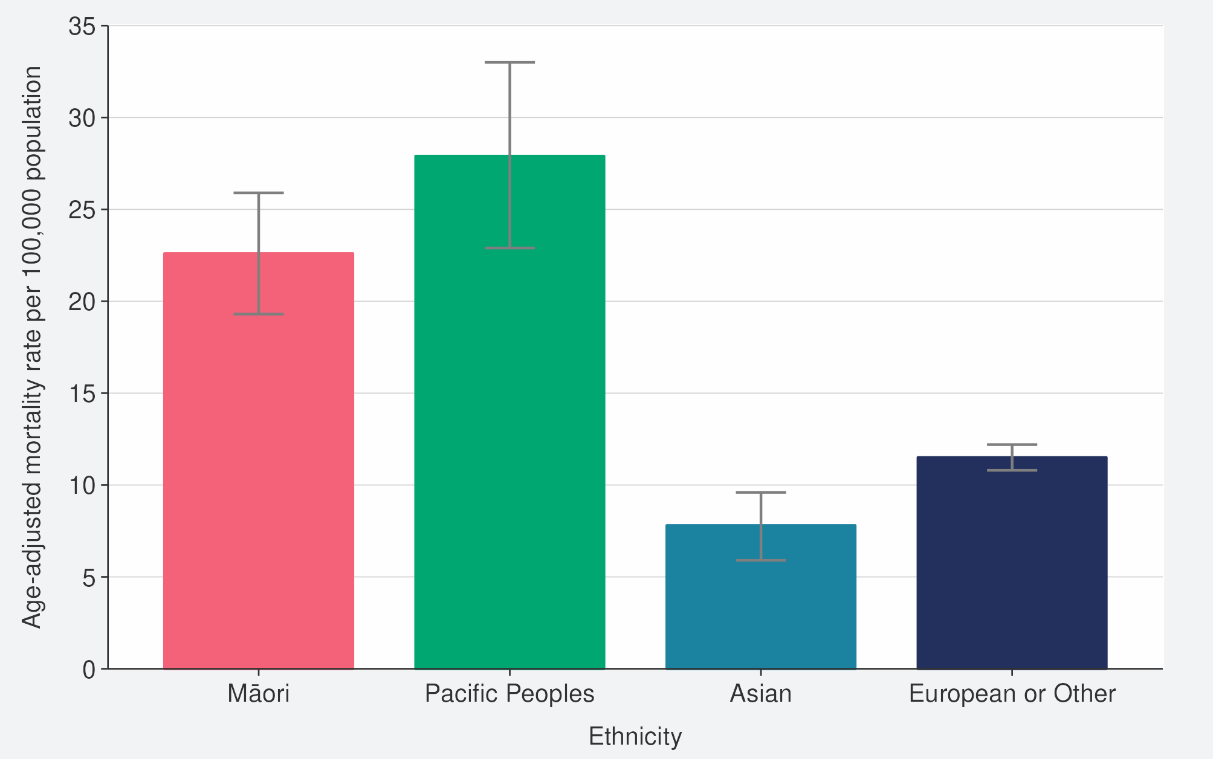 Age-adjusted mortality rate per 100,000 population
35
30
25
20
15
10
5
0
Māori
Pacific Peoples
Asian
European or Other
Ethnicity